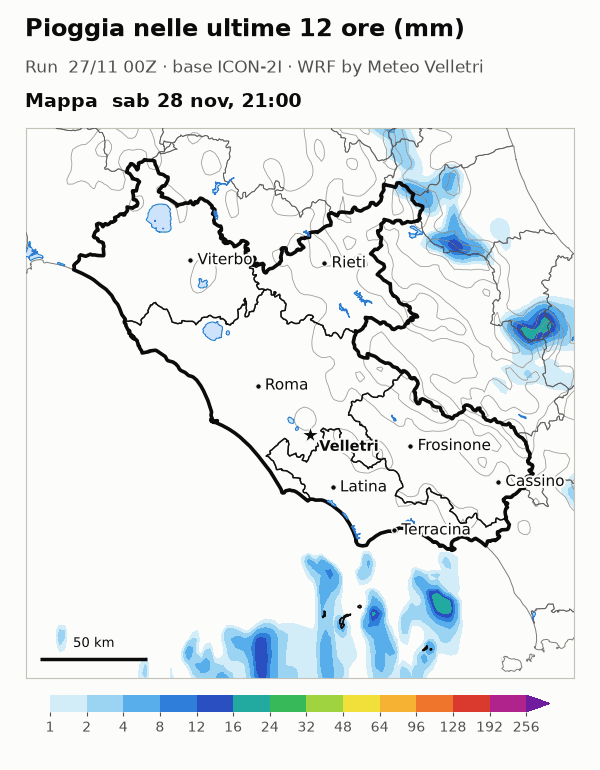 Pioggia nelle ultime 12 ore (mm)
Run  27/11 00Z · base ICON-2I · WRF by Meteo Velletri
Mappa  sab 28 nov, 21:00
Viterbo
Rieti
Roma
Velletri
Frosinone
Latina
Cassino
Terracina
50 km
1 2 4 8 12 16 24 32 48 64 96 128 192 256